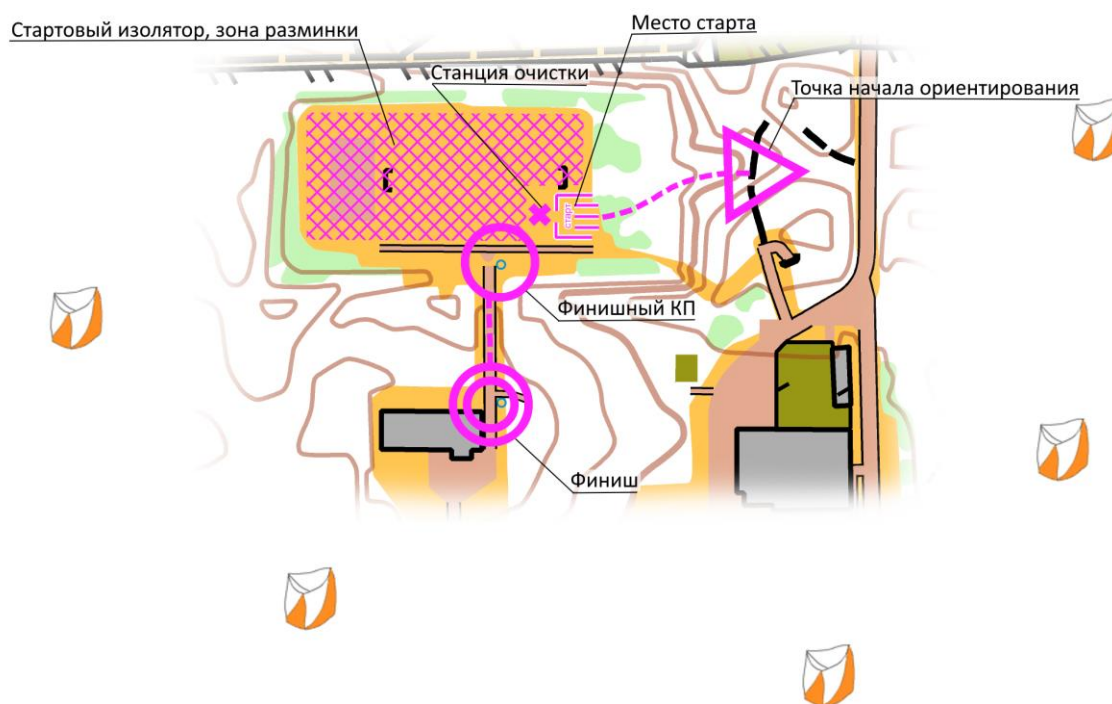 Место старта
Стартовый изолятор, зона разминки
Станция очистки
Точка начала ориентирования
старт
Финишный КП
Финиш